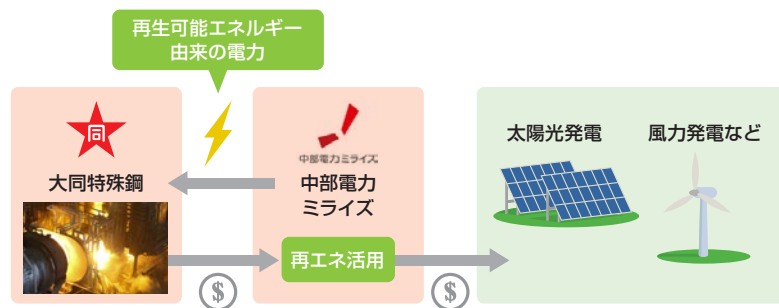 再生可能エネルギー
由来の電力
同
大同特殊鋼
中部電力ミライズ
中部電力
ミライズ
再エネ活用
太陽光発電
風力発電など
$
$